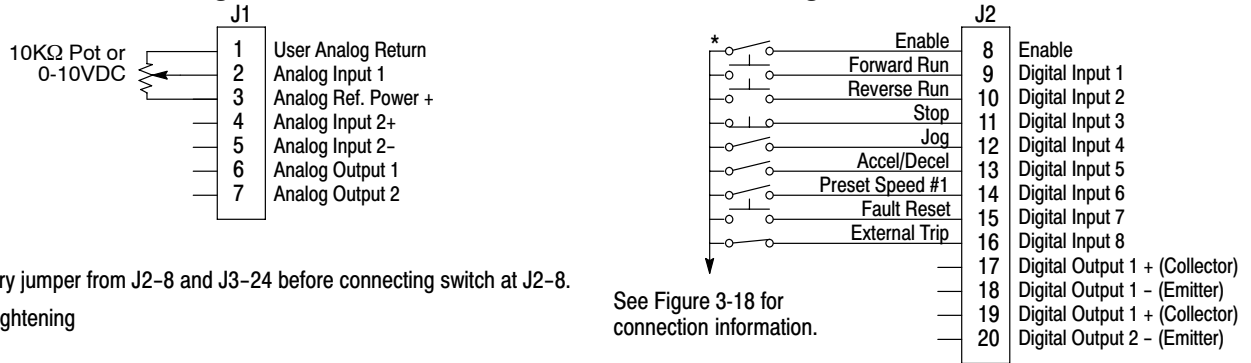 J1
10KΩ Pot or
0-10VDC
1 User Analog Return
2 Analog Input 1
3 Analog Ref. Power +
4 Analog Input 2+
5 Analog Input 2-
6 Analog Output 1
7 Analog Output 2
ry jumper from J2-8 and J3-24 before connecting switch at J2-8.
ghtening
J2
*
Enable 8 Enable
Forward Run 9 Digital Input 1
Reverse Run 10 Digital Input 2
Stop 11 Digital Input 3
Jog 12 Digital Input 4
Accel/Decel 13 Digital Input 5
Preset Speed #1 14 Digital Input 6
Fault Reset 15 Digital Input 7
External Trip 16 Digital Input 8
17 Digital Output 1 + (Collector)
18 Digital Output 1 - (Emitter)
19 Digital Output 1 + (Collector)
20 Digital Output 2 - (Emitter)
See Figure 3-18 for
connection information.